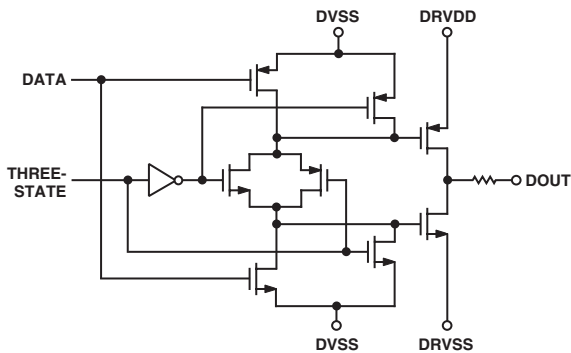 DVSS
DRVDD
DATA
THREE-
STATE
DOUT
DVSS
DRVSS